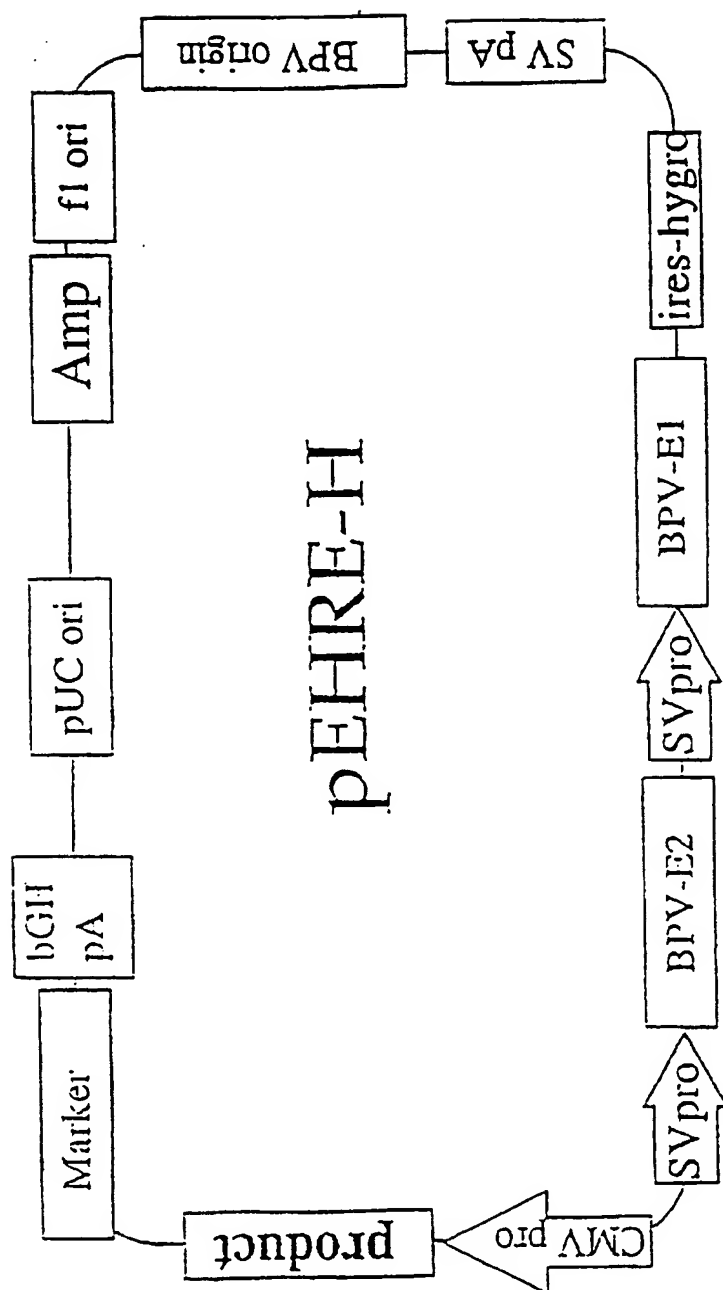 pEHRE-H
Marker
bGH
pA
pUC ori
Amp
f1 ori
BPV origin
SV pA
ires-hygro
BPV-E1
SVpro
BPV-E2
SVpro
CMV
pro
product